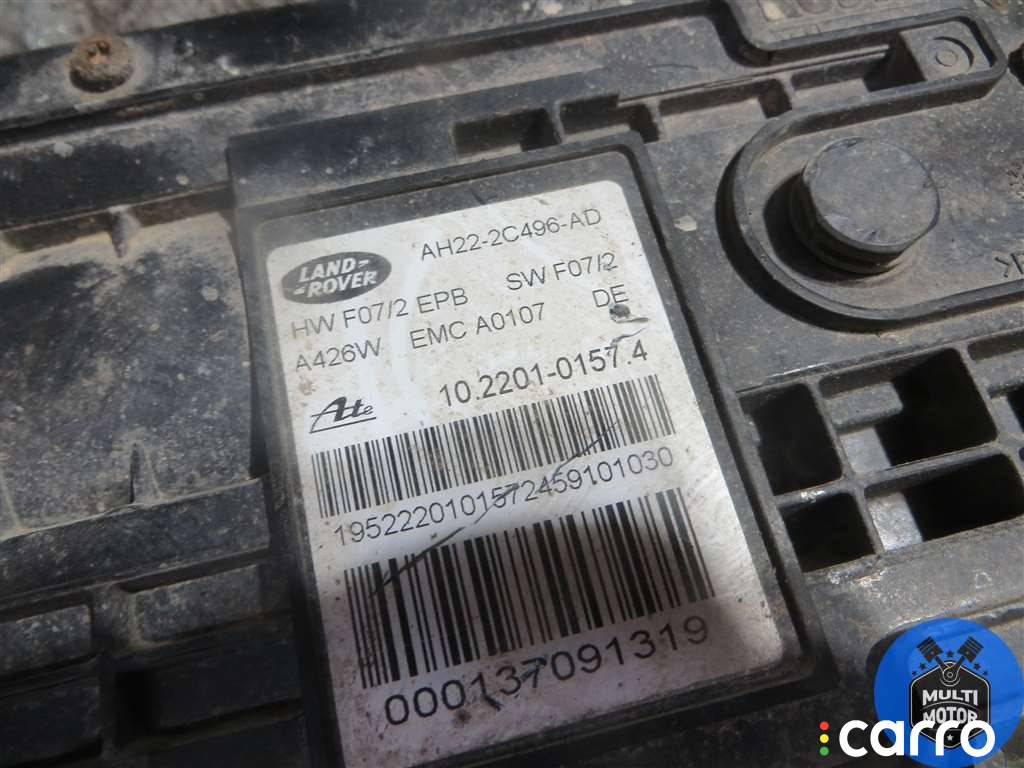 LAND-
-ROVER
AH22-2C496-AD
HW F07/2 EPB SW F07/2
A426W EMC A0107 DE
Ate
10.2201-0157.4
1952220101572459101030
000137091319
MULTI
MOTOR
carro